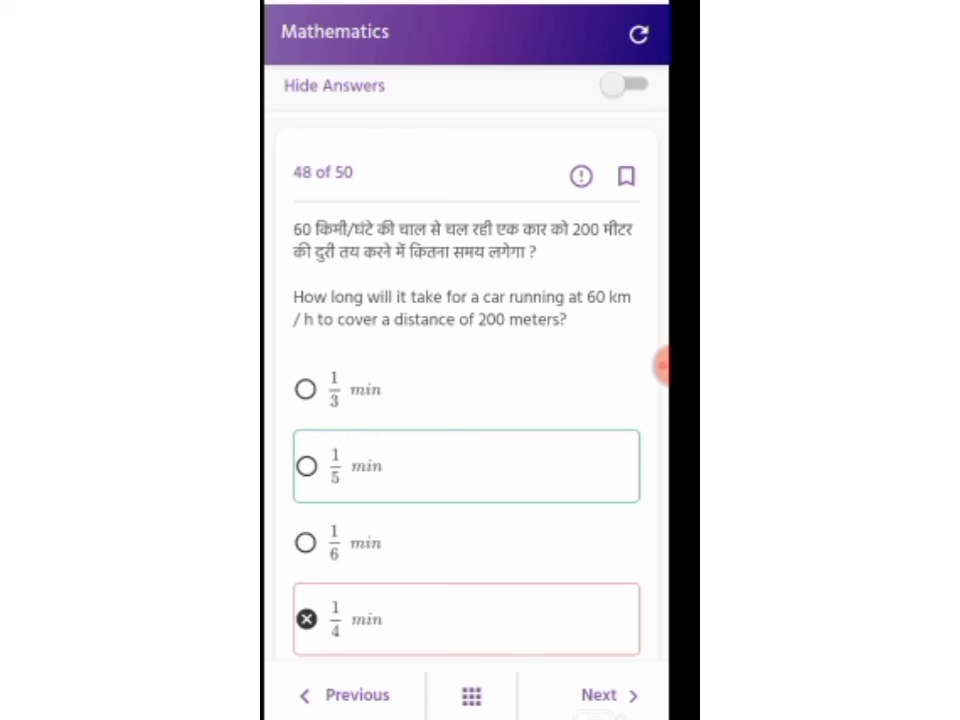 Mathematics
Hide Answers
48 of 50
60 किमी/घंटे की चाल से चल रही एक कार को 200 मीटर
की दुरी तय करने में कितना समय लगेगा ?
How long will it take for a car running at 60 km
/ h to cover a distance of 200 meters?
1/3 min
1/5 min
1/6 min
1/4 min
Previous
Next